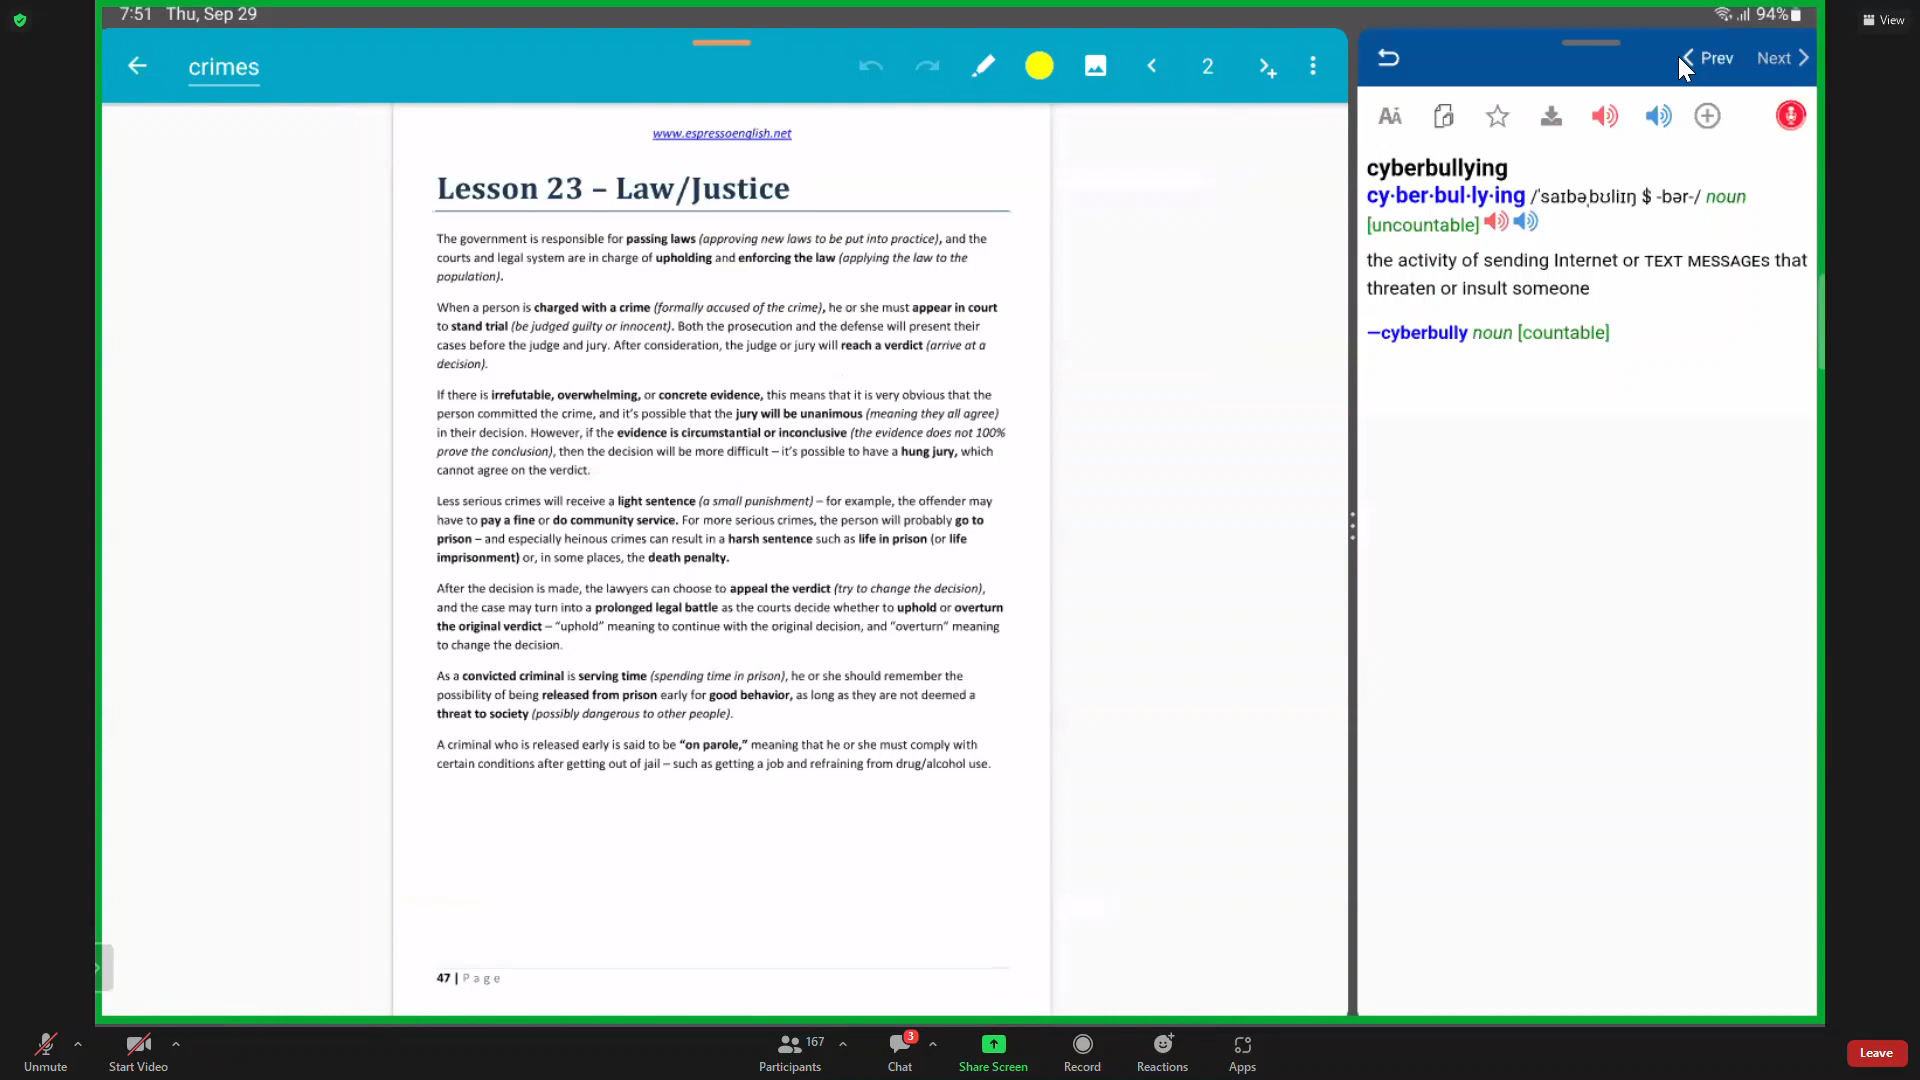 7:51 Thu, Sep 29
94%
View
crimes
2
Prev
Next
www.espressoenglish.net
Lesson 23 – Law/Justice
The government is responsible for passing laws (approving new laws to be put into practice), and the
courts and legal system are in charge of upholding and enforcing the law (applying the law to the
population).
When a person is charged with a crime (formally accused of the crime), he or she must appear in court
to stand trial (be judged guilty or innocent). Both the prosecution and the defense will present their
cases before the judge and jury. After consideration, the judge or jury will reach a verdict (arrive at a
decision).
If there is irrefutable, overwhelming, or concrete evidence, this means that it is very obvious that the
person committed the crime, and it's possible that the jury will be unanimous (meaning they all agree)
in their decision. However, if the evidence is circumstantial or inconclusive (the evidence does not 100%
prove the conclusion), then the decision will be more difficult – it's possible to have a hung jury, which
cannot agree on the verdict.
Less serious crimes will receive a light sentence (a small punishment) – for example, the offender may
have to pay a fine or do community service. For more serious crimes, the person will probably go to
prison – and especially heinous crimes can result in a harsh sentence such as life in prison (or life
imprisonment) or, in some places, the death penalty.
After the decision is made, the lawyers can choose to appeal the verdict (try to change the decision),
and the case may turn into a prolonged legal battle as the courts decide whether to uphold or overturn
the original verdict – “uphold” meaning to continue with the original decision, and “overturn” meaning
to change the decision.
As a convicted criminal is serving time (spending time in prison), he or she should remember the
possibility of being released from prison early for good behavior, as long as they are not deemed a
threat to society (possibly dangerous to other people).
A criminal who is released early is said to be “on parole,” meaning that he or she must comply with
certain conditions after getting out of jail – such as getting a job and refraining from drug/alcohol use.
47 | Page
cyberbullying
cy·ber·bul·ly·ing /ˈsaɪbəˌbʊliɪŋ $ -bər-/ noun
[uncountable]
the activity of sending Internet or TEXT MESSAGEs that
threaten or insult someone
—cyberbully noun [countable]
Unmute
Start Video
167
Participants
3
Chat
Share Screen
Record
Reactions
Apps
Leave